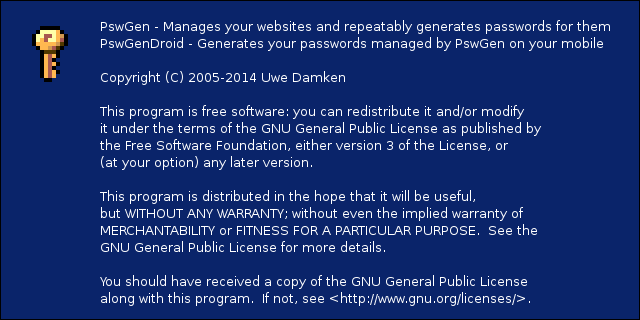 PswGen - Manages your websites and repeatably generates passwords for them
PswGenDroid - Generates your passwords managed by PswGen on your mobile
Copyright (C) 2005-2014 Uwe Damken
This program is free software: you can redistribute it and/or modify
it under the terms of the GNU General Public License as published by
the Free Software Foundation, either version 3 of the License, or
(at your option) any later version.
This program is distributed in the hope that it will be useful,
but WITHOUT ANY WARRANTY; without even the implied warranty of
MERCHANTABILITY or FITNESS FOR A PARTICULAR PURPOSE.  See the
GNU General Public License for more details.
You should have received a copy of the GNU General Public License
along with this program.  If not, see <http://www.gnu.org/licenses/>.